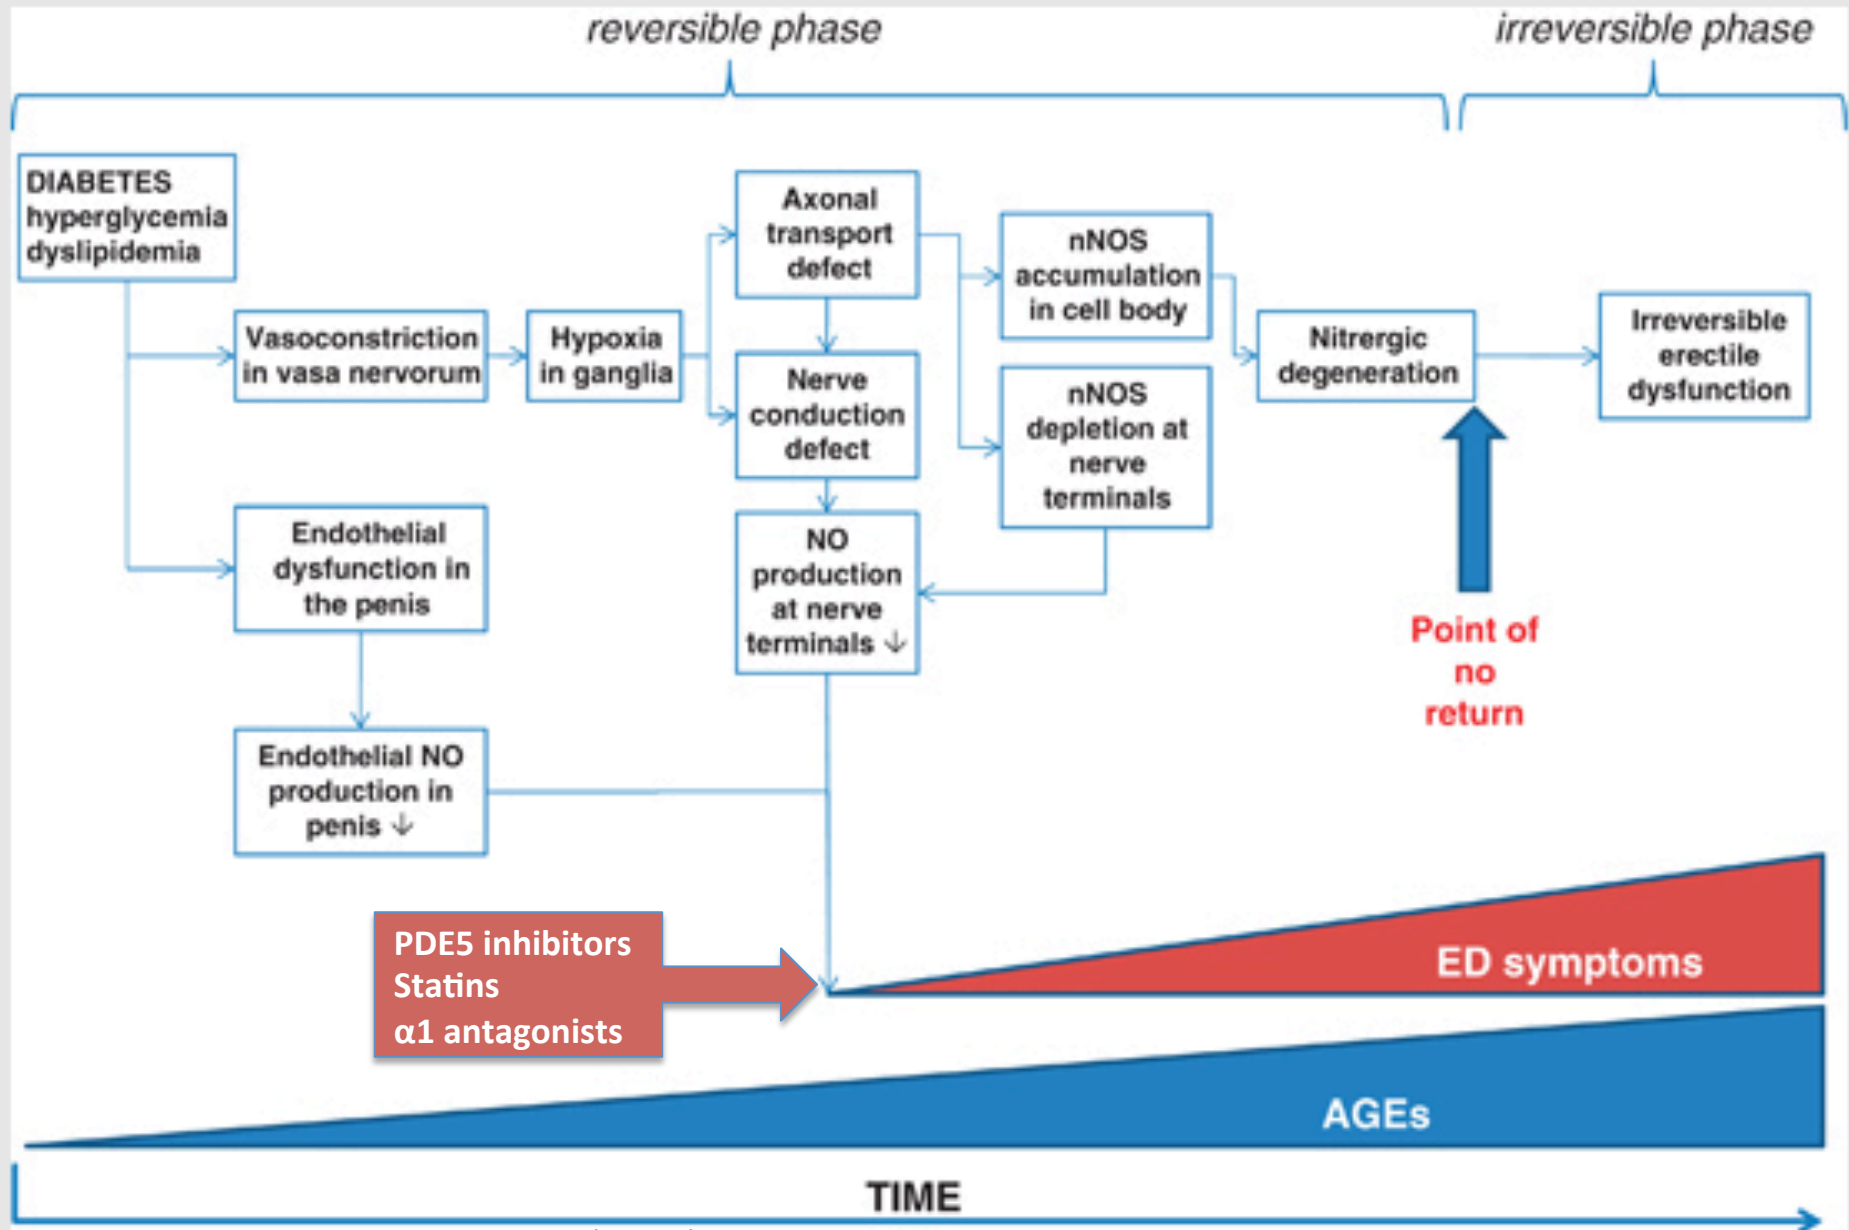 reversible phase
irreversible phase
DIABETES
hyperglycemia
dyslipidemia
Vasoconstriction
in vasa nervorum
Hypoxia
in ganglia
Axonal
transport
defect
Nerve
conduction
defect
NO
production
at nerve
terminals ↓
nNOS
accumulation
in cell body
nNOS
depletion at
nerve
terminals
Nitrergic
degeneration
Irreversible
erectile
dysfunction
Point of
no
return
Endothelial
dysfunction in
the penis
Endothelial NO
production in
penis ↓
PDE5 inhibitors
Statins
α1 antagonists
ED symptoms
AGEs
TIME